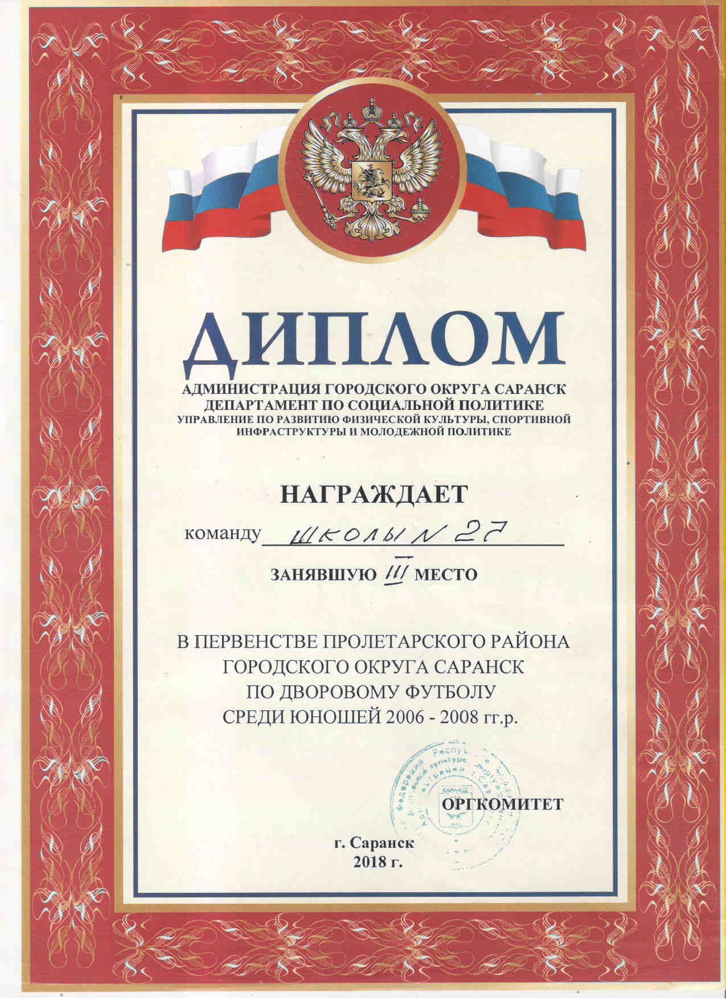 ДИПЛОМ
АДМИНИСТРАЦИЯ ГОРОДСКОГО ОКРУГА САРАНСК
ДЕПАРТАМЕНТ ПО СОЦИАЛЬНОЙ ПОЛИТИКЕ
УПРАВЛЕНИЕ ПО РАЗВИТИЮ ФИЗИЧЕСКОЙ КУЛЬТУРЫ, СПОРТИВНОЙ
ИНФРАСТРУКТУРЫ И МОЛОДЕЖНОЙ ПОЛИТИКЕ
НАГРАЖДАЕТ
команду школы N 27
ЗАНЯВШУЮ III МЕСТО
В ПЕРВЕНСТВЕ ПРОЛЕТАРСКОГО РАЙОНА
ГОРОДСКОГО ОКРУГА САРАНСК
ПО ДВОРОВОМУ ФУТБОЛУ
СРЕДИ ЮНОШЕЙ 2006 - 2008 гг.р.
ОРГКОМИТЕТ
г. Саранск
2018 г.